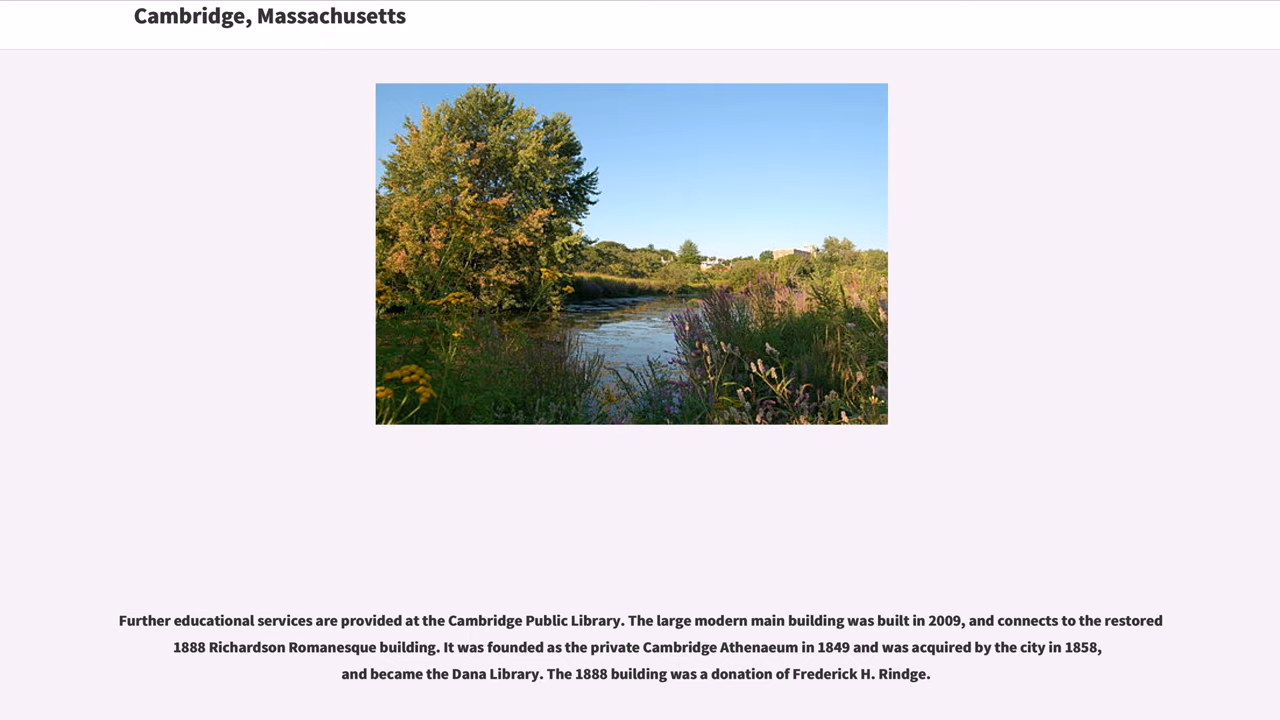 Cambridge, Massachusetts
Further educational services are provided at the Cambridge Public Library. The large modern main building was built in 2009, and connects to the restored
1888 Richardson Romanesque building. It was founded as the private Cambridge Athenaeum in 1849 and was acquired by the city in 1858,
and became the Dana Library. The 1888 building was a donation of Frederick H. Rindge.